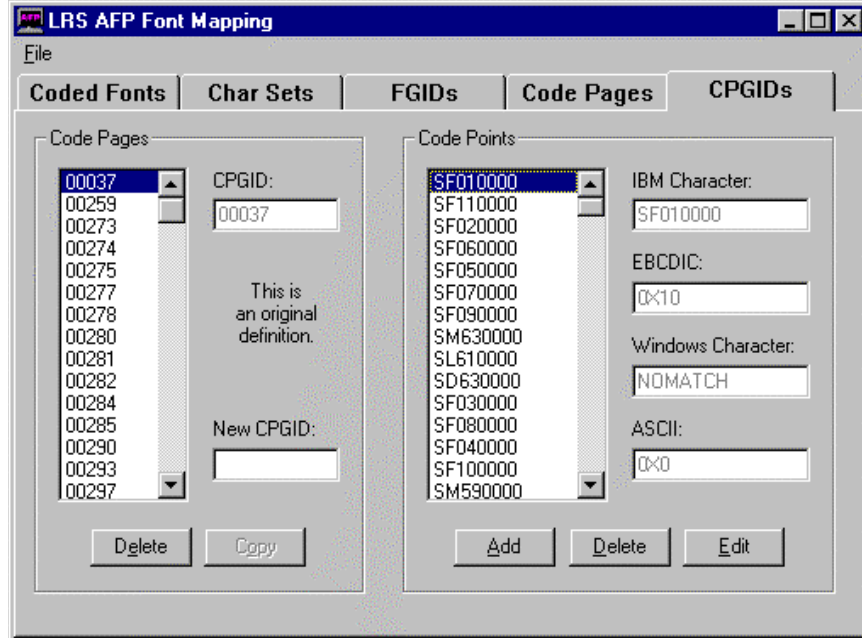 AFP LRS AFP Font Mapping
File
Coded Fonts Char Sets FGIDs Code Pages CPGIDs
Code Pages
00037
00259
00273
00274
00275
00277
00278
00280
00281
00282
00284
00285
00290
00293
00297
CPGID:
00037
This is
an original
definition.
New CPGID:
Delete Copy
Code Points
SF010000
SF110000
SF020000
SF060000
SF050000
SF070000
SF090000
SM630000
SL610000
SD630000
SF030000
SF080000
SF040000
SF100000
SM590000
IBM Character:
SF010000
EBCDIC:
0X10
Windows Character:
NOMATCH
ASCII:
0X0
Add Delete Edit